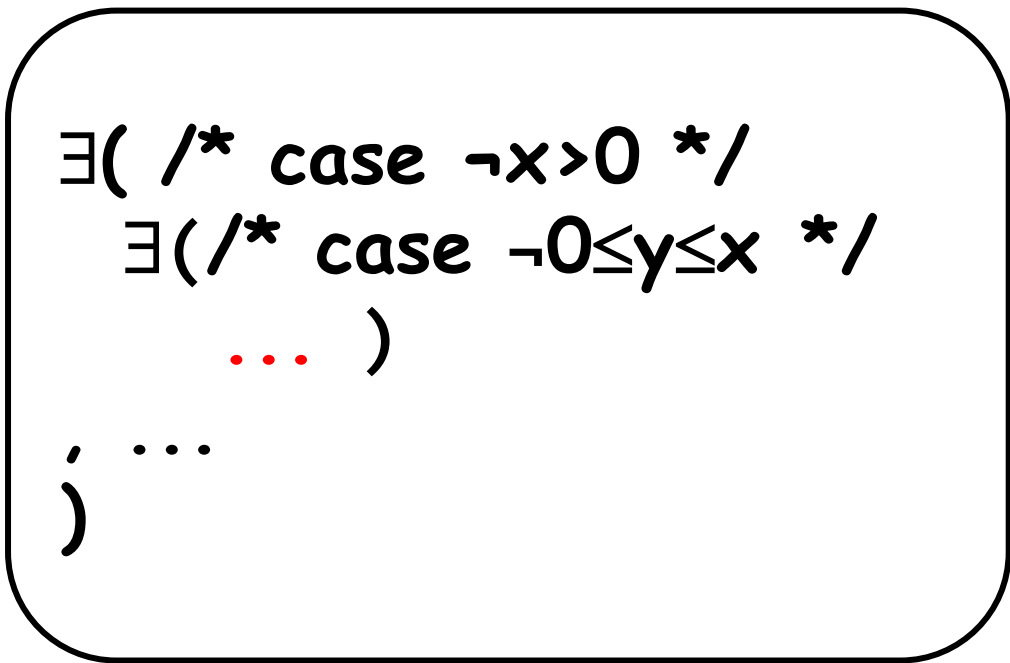 ∃( /* case ¬x>0 */
∃(/* case ¬0≤y≤x */
... )
, ...
)